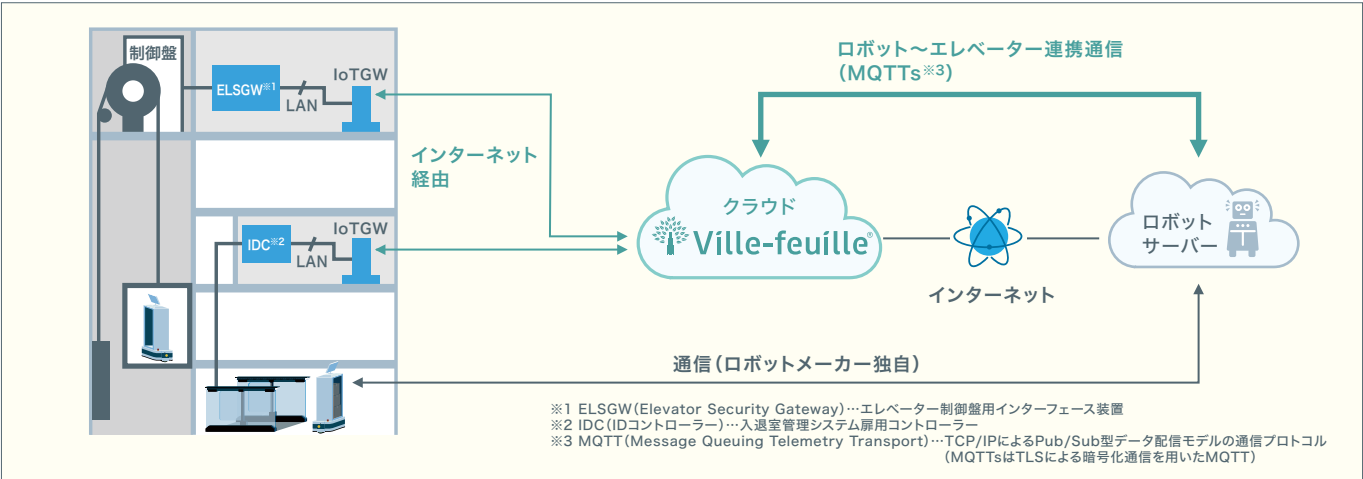 制御盤
ELSGW※1
LAN
IoTGW
ロボット～エレベーター連携通信
(MQTTs※3)
インターネット
経由
クラウド
Ville-feuille®
ロボット
サーバー
インターネット
IDC※2
LAN
IoTGW
通信（ロボットメーカー独自）
※1 ELSGW(Elevator Security Gateway)…エレベーター制御盤用インターフェース装置
※2 IDC(IDコントローラー)…入退室管理システム扉用コントローラー
※3 MQTT(Message Queuing Telemetry Transport)…TCP/IPによるPub/Sub型データ配信モデルの通信プロトコル
(MQTTsはTLSによる暗号化通信を用いたMQTT)